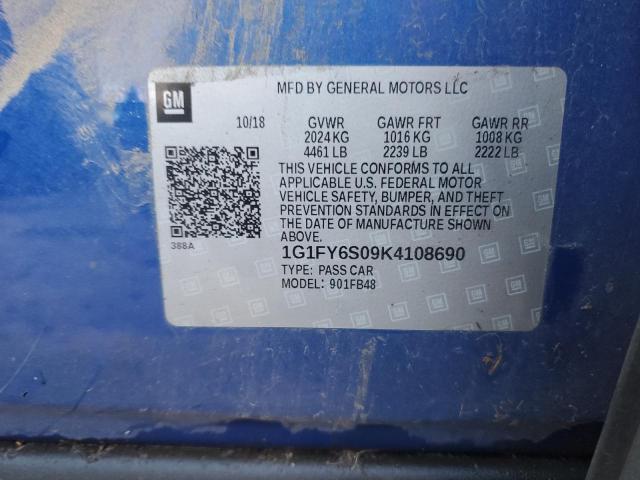 GM
MFD BY GENERAL MOTORS LLC
10/18 GVWR GAWR FRT GAWR RR
2024 KG 1016 KG 1008 KG
4461 LB 2239 LB 2222 LB
THIS VEHICLE CONFORMS TO ALL
APPLICABLE U.S. FEDERAL MOTOR
VEHICLE SAFETY, BUMPER, AND THEFT
PREVENTION STANDARDS IN EFFECT ON
THE DATE OF MANUFACTURE SHOWN
ABOVE.
388A
1G1FY6S09K4108690
TYPE: PASS CAR
MODEL: 901FB48